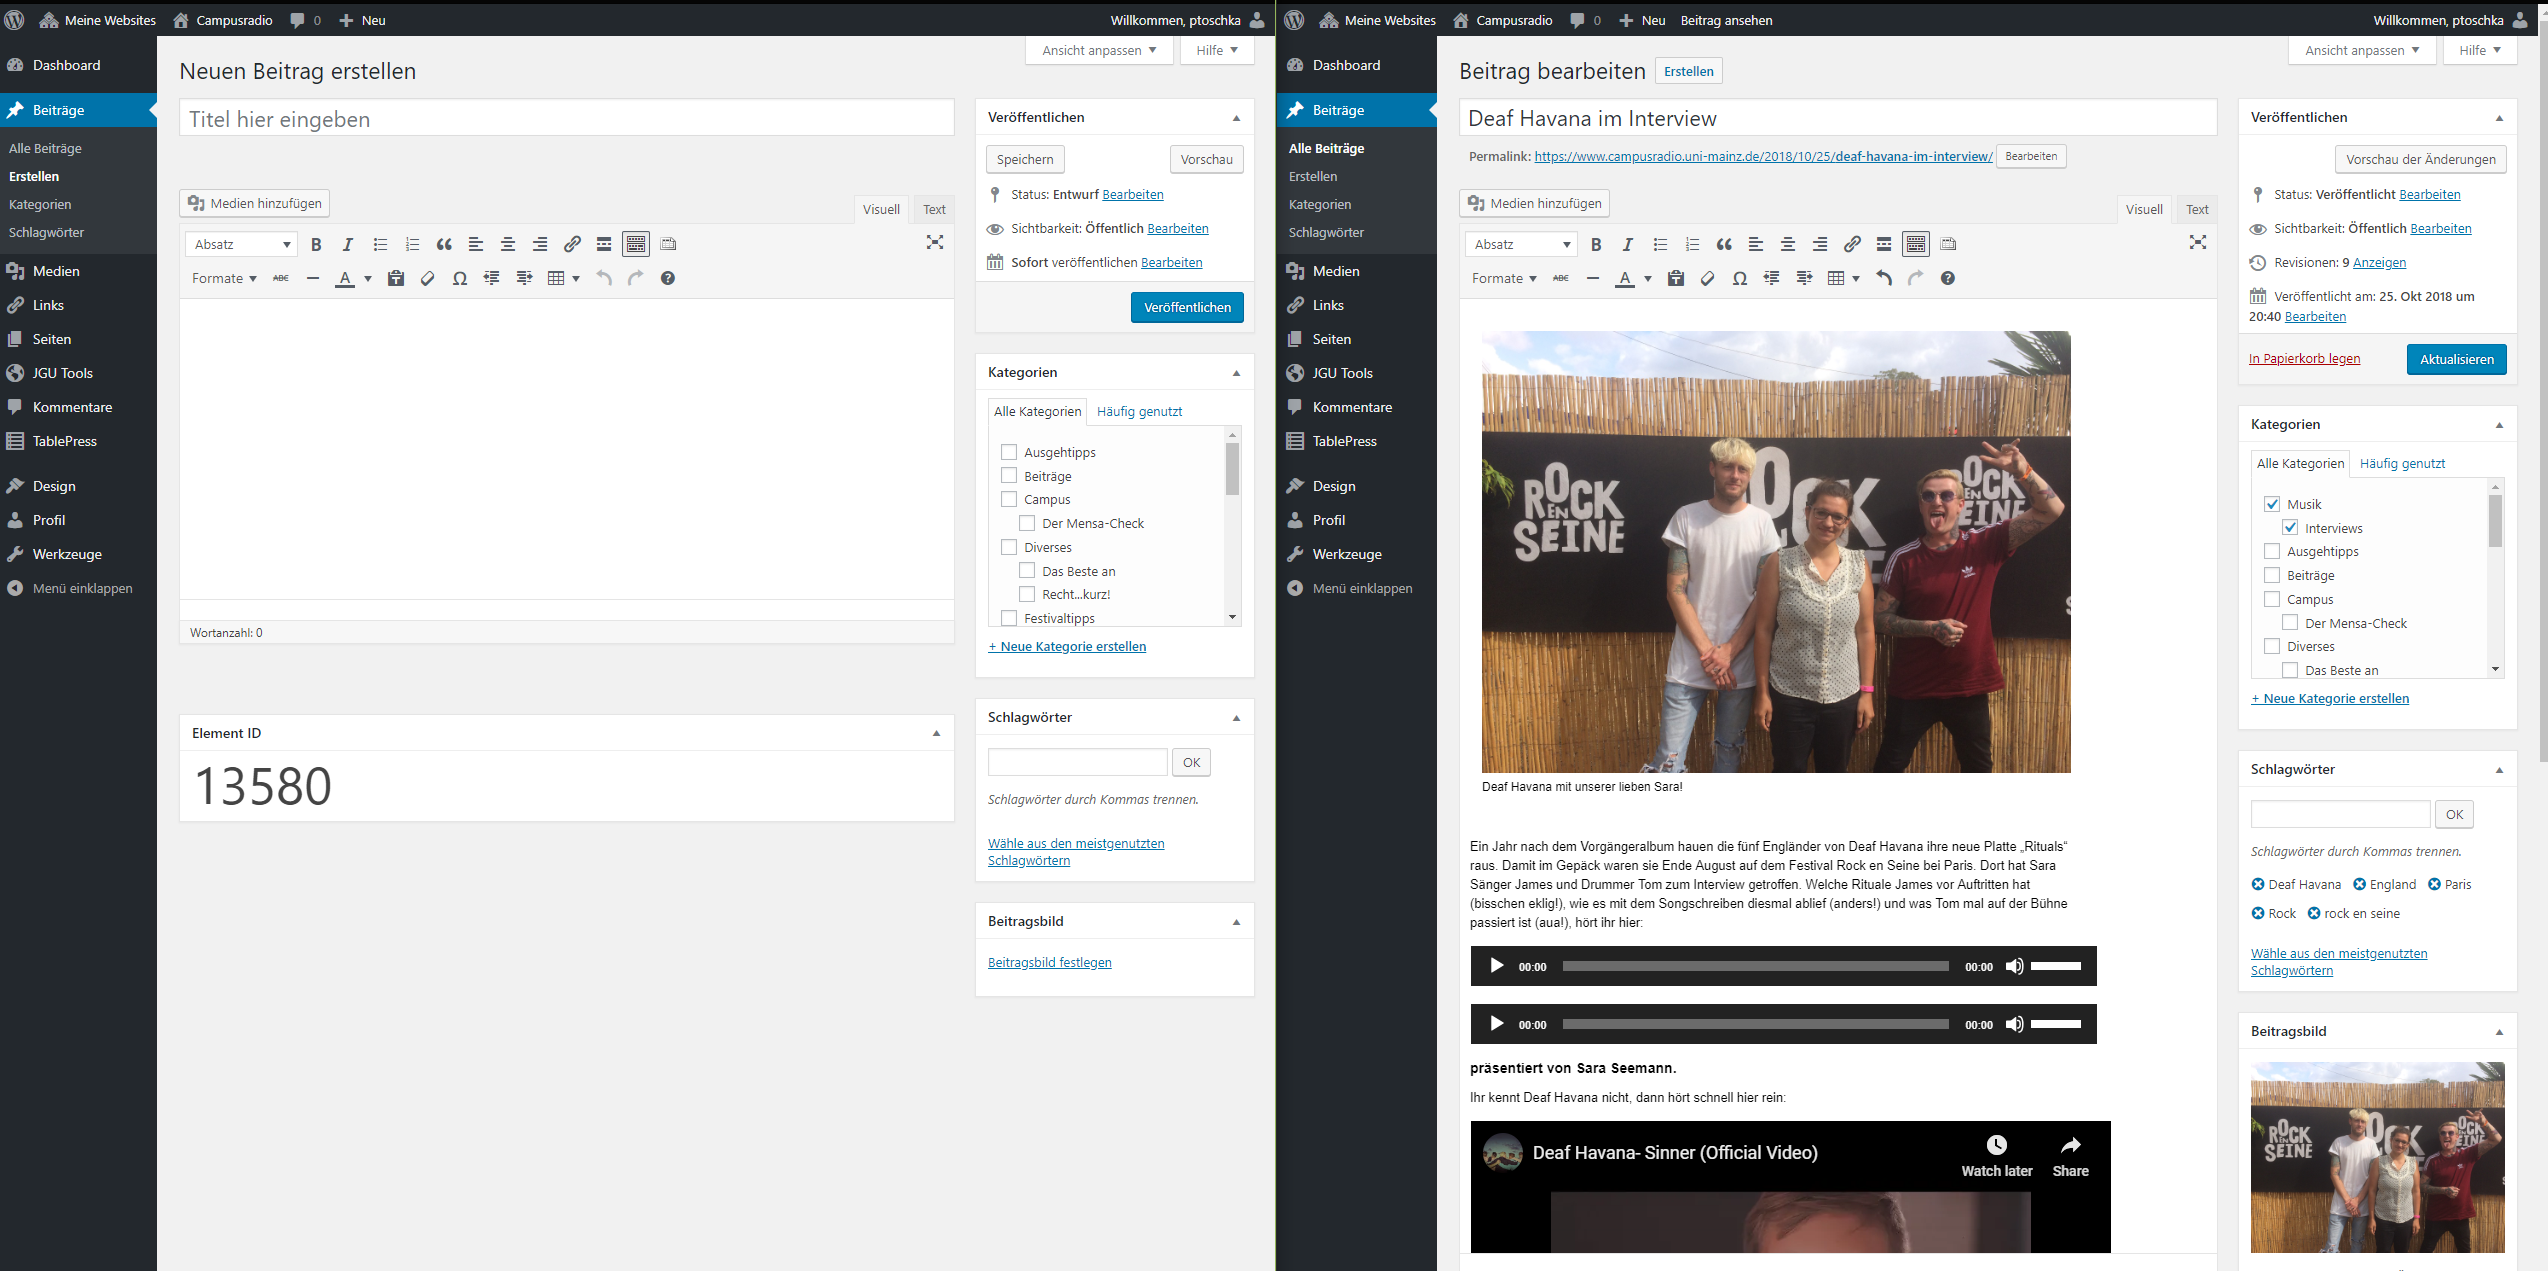 Meine Websites Campusradio 0 Neu Willkommen, ptoschka
Dashboard
Beiträge
Alle Beiträge
Erstellen
Kategorien
Schlagwörter
Medien
Links
Seiten
JGU Tools
Kommentare
TablePress
Design
Profil
Werkzeuge
Menü einklappen
Ansicht anpassen Hilfe
Neuen Beitrag erstellen
Titel hier eingeben
Medien hinzufügen Visuell Text
Absatz B I
Formate ABC A Ω
Wortanzahl: 0
Element ID
13580
Veröffentlichen
Speichern Vorschau
Status: Entwurf Bearbeiten
Sichtbarkeit: Öffentlich Bearbeiten
Sofort veröffentlichen Bearbeiten
Veröffentlichen
Kategorien
Alle Kategorien Häufig genutzt
Ausgehtipps
Beiträge
Campus
Der Mensa-Check
Diverses
Das Beste an
Recht...kurz!
Festivaltipps
+ Neue Kategorie erstellen
Schlagwörter
OK
Schlagwörter durch Kommas trennen.
Wähle aus den meistgenutzten
Schlagwörtern
Beitragsbild
Beitragsbild festlegen
Meine Websites Campusradio 0 Neu Beitrag ansehen Willkommen, ptoschka
Dashboard
Beiträge
Alle Beiträge
Erstellen
Kategorien
Schlagwörter
Medien
Links
Seiten
JGU Tools
Kommentare
TablePress
Design
Profil
Werkzeuge
Menü einklappen
Ansicht anpassen Hilfe
Beitrag bearbeiten Erstellen
Deaf Havana im Interview
Permalink: https://www.campusradio.uni-mainz.de/2018/10/25/deaf-havana-im-interview/ Bearbeiten
Medien hinzufügen Visuell Text
Absatz B I
Formate ABC A Ω
ROCK
EN
SEINE
ROCK
ROCK
EN
SEINE
Deaf Havana mit unserer lieben Sara!
Ein Jahr nach dem Vorgängeralbum hauen die fünf Engländer von Deaf Havana ihre neue Platte „Rituals“
raus. Damit im Gepäck waren sie Ende August auf dem Festival Rock en Seine bei Paris. Dort hat Sara
Sänger James und Drummer Tom zum Interview getroffen. Welche Rituale James vor Auftritten hat
(bisschen eklig!), wie es mit dem Songschreiben diesmal ablief (anders!) und was Tom mal auf der Bühne
passiert ist (aua!), hört ihr hier:
00:00 00:00
00:00 00:00
präsentiert von Sara Seemann.
Ihr kennt Deaf Havana nicht, dann hört schnell hier rein:
Deaf Havana- Sinner (Official Video)
Watch later Share
Veröffentlichen
Vorschau der Änderungen
Status: Veröffentlicht Bearbeiten
Sichtbarkeit: Öffentlich Bearbeiten
Revisionen: 9 Anzeigen
Veröffentlicht am: 25. Okt 2018 um
20:40 Bearbeiten
In Papierkorb legen Aktualisieren
Kategorien
Alle Kategorien Häufig genutzt
Musik
Interviews
Ausgehtipps
Beiträge
Campus
Der Mensa-Check
Diverses
Das Beste an
+ Neue Kategorie erstellen
Schlagwörter
OK
Schlagwörter durch Kommas trennen.
Deaf Havana England Paris
Rock rock en seine
Wähle aus den meistgenutzten
Schlagwörtern
Beitragsbild
ROCK
EN
SEINE